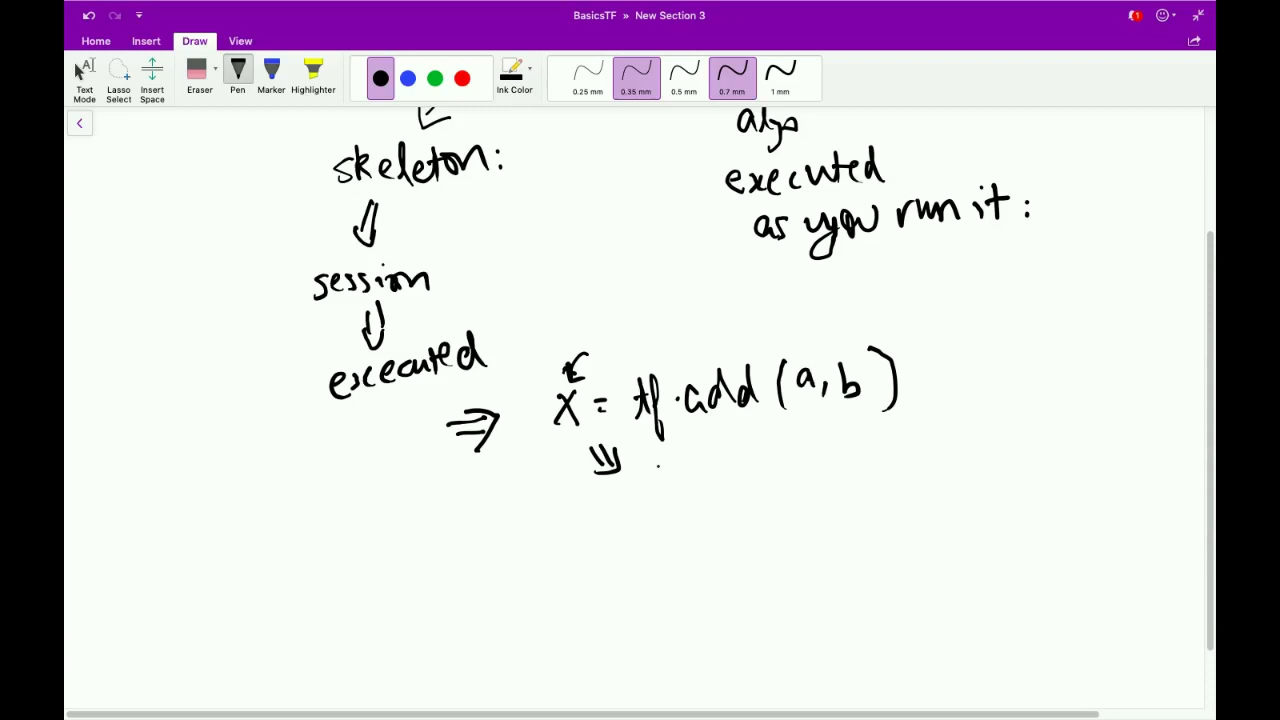 BasicsTF » New Section 3
1
Home Insert Draw View
Text Mode
Lasso Select
Insert Space
Eraser
Pen
Marker
Highlighter
Ink Color
0.25 mm
0.35 mm
0.5 mm
0.7 mm
1 mm
algo
skeleton:
executed
as
run it:
session
executed
⇒ x = tf.add(a, b)